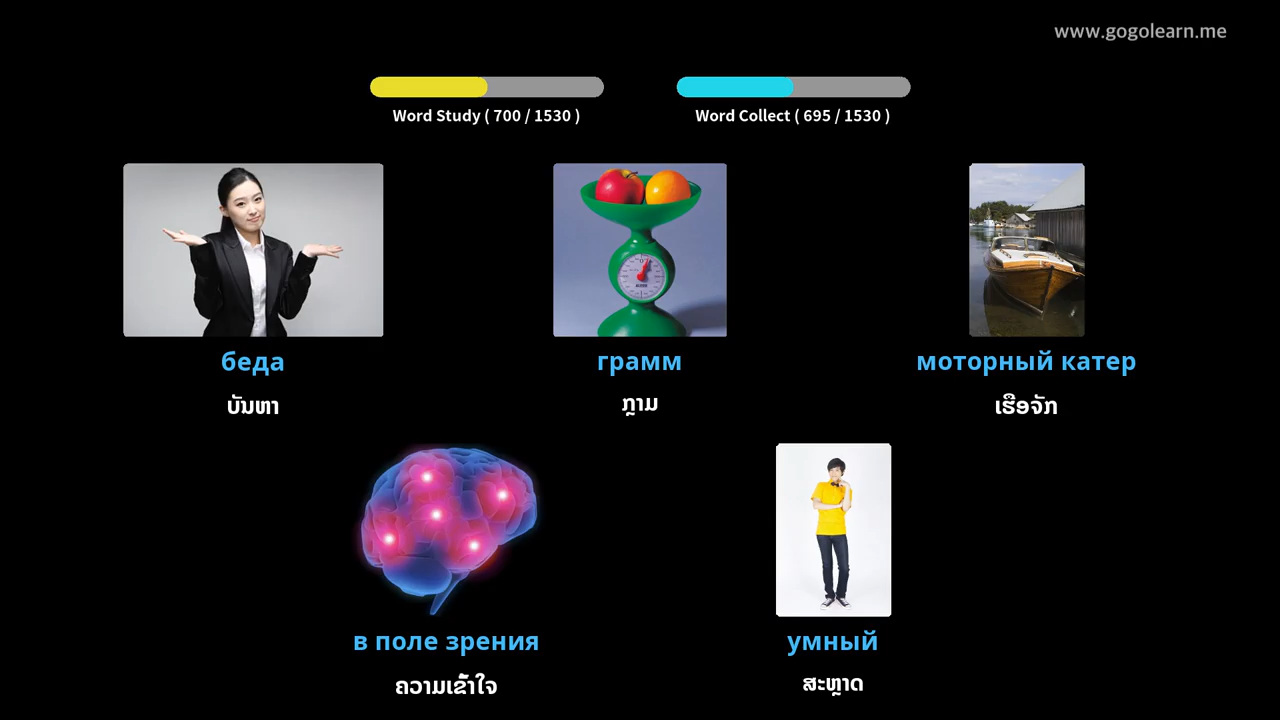 www.gogolearn.me
Word Study ( 700 / 1530 )
Word Collect ( 695 / 1530 )
беда
грамм
моторный катер
ບັນຫາ
ກຼາມ
ເຮືອຈັກ
в поле зрения
умный
ຄວາມເຂົ້າໃຈ
ສະຫຼາດ